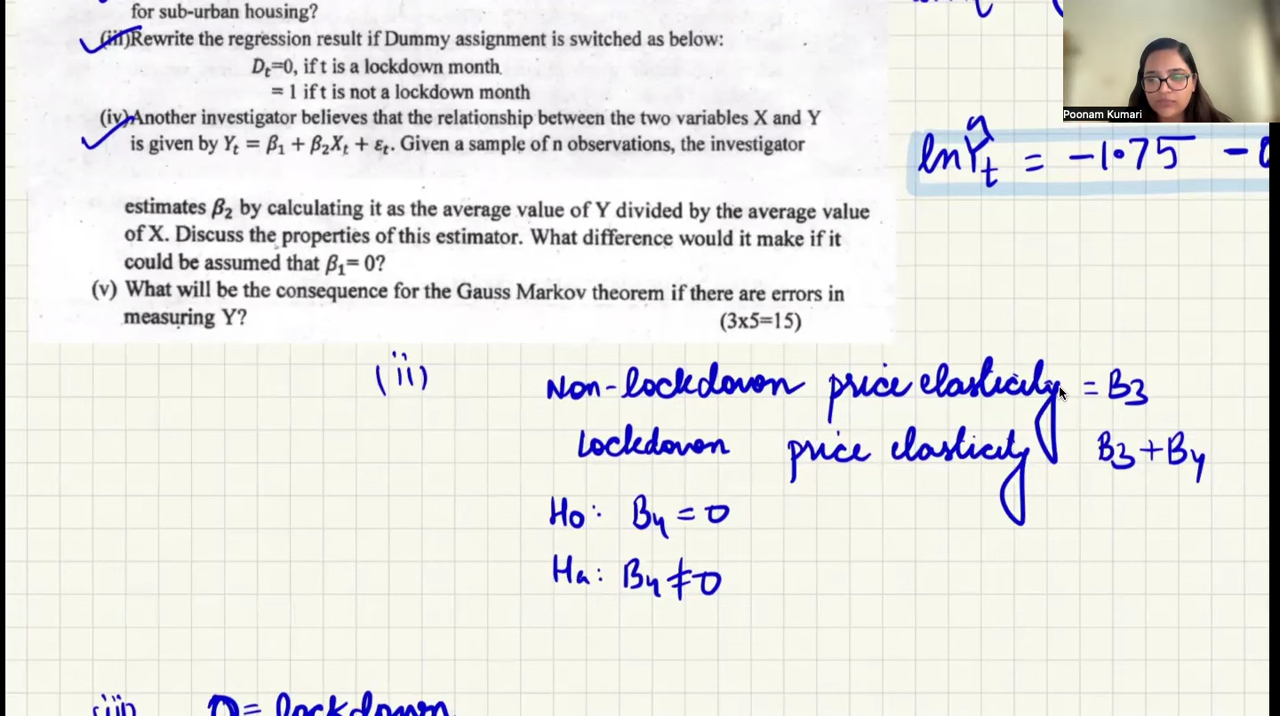 for sub-urban housing?
(iii)Rewrite the regression result if Dummy assignment is switched as below:
Dt=0, if t is a lockdown month
= 1 if t is not a lockdown month
(iv)Another investigator believes that the relationship between the two variables X and Y
is given by Yt = β1 + β2Xt + εt. Given a sample of n observations, the investigator
estimates β2 by calculating it as the average value of Y divided by the average value
of X. Discuss the properties of this estimator. What difference would it make if it
could be assumed that β1= 0?
(v) What will be the consequence for the Gauss Markov theorem if there are errors in
measuring Y?
(3x5=15)
Poonam Kumari
lnŶt = -1.75 -
(ii) Non-lockdown price elasticity = B3
Lockdown price elasticity B3+B4
Ho: B4 = 0
Ha: B4 ≠ 0
(iii) D= lockdown